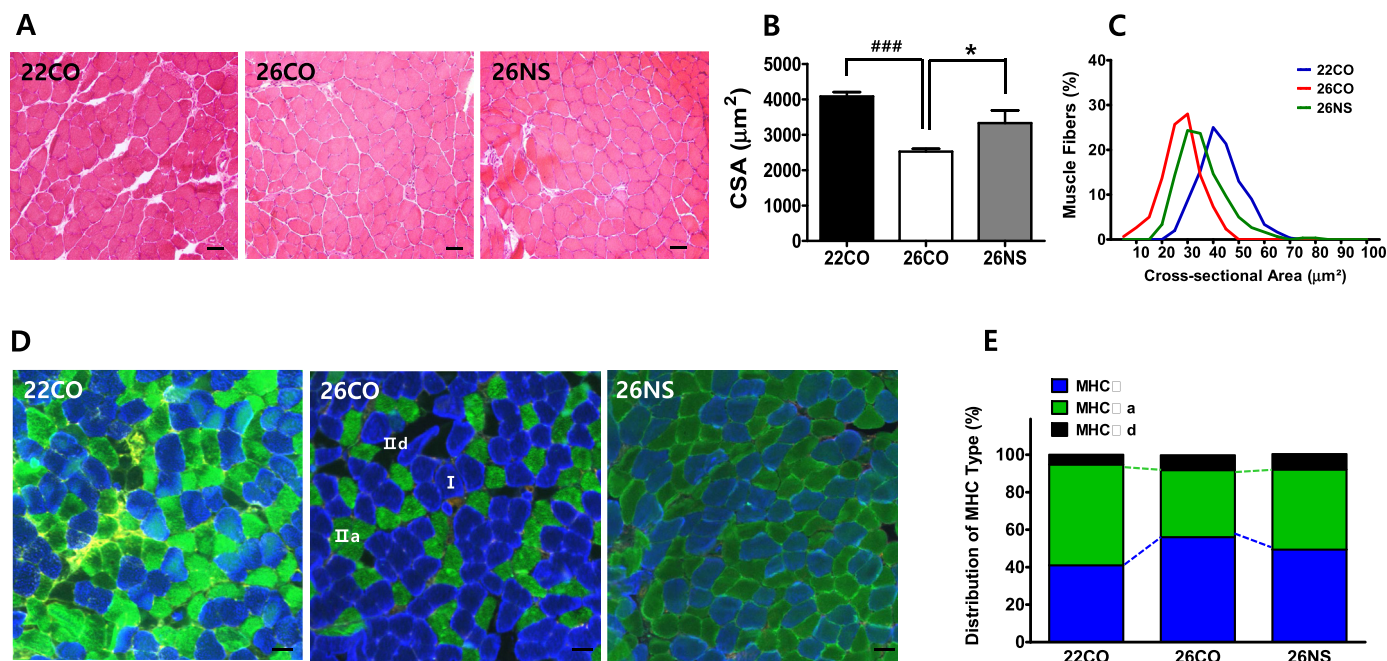 A
22CO
26CO
26NS
B
###
*
CSA (μm²)
5000
4000
3000
2000
1000
0
22CO 26CO 26NS
C
Muscle Fibers (%)
40
30
20
10
0
22CO
26CO
26NS
10 20 30 40 50 60 70 80 90 100
Cross-sectional Area (μm²)
D
22CO
26CO
IId
I
IIa
26NS
E
MHC□
MHC□ a
MHC□ d
Distribution of MHC Type (%)
100
80
60
40
20
0
22CO 26CO 26NS